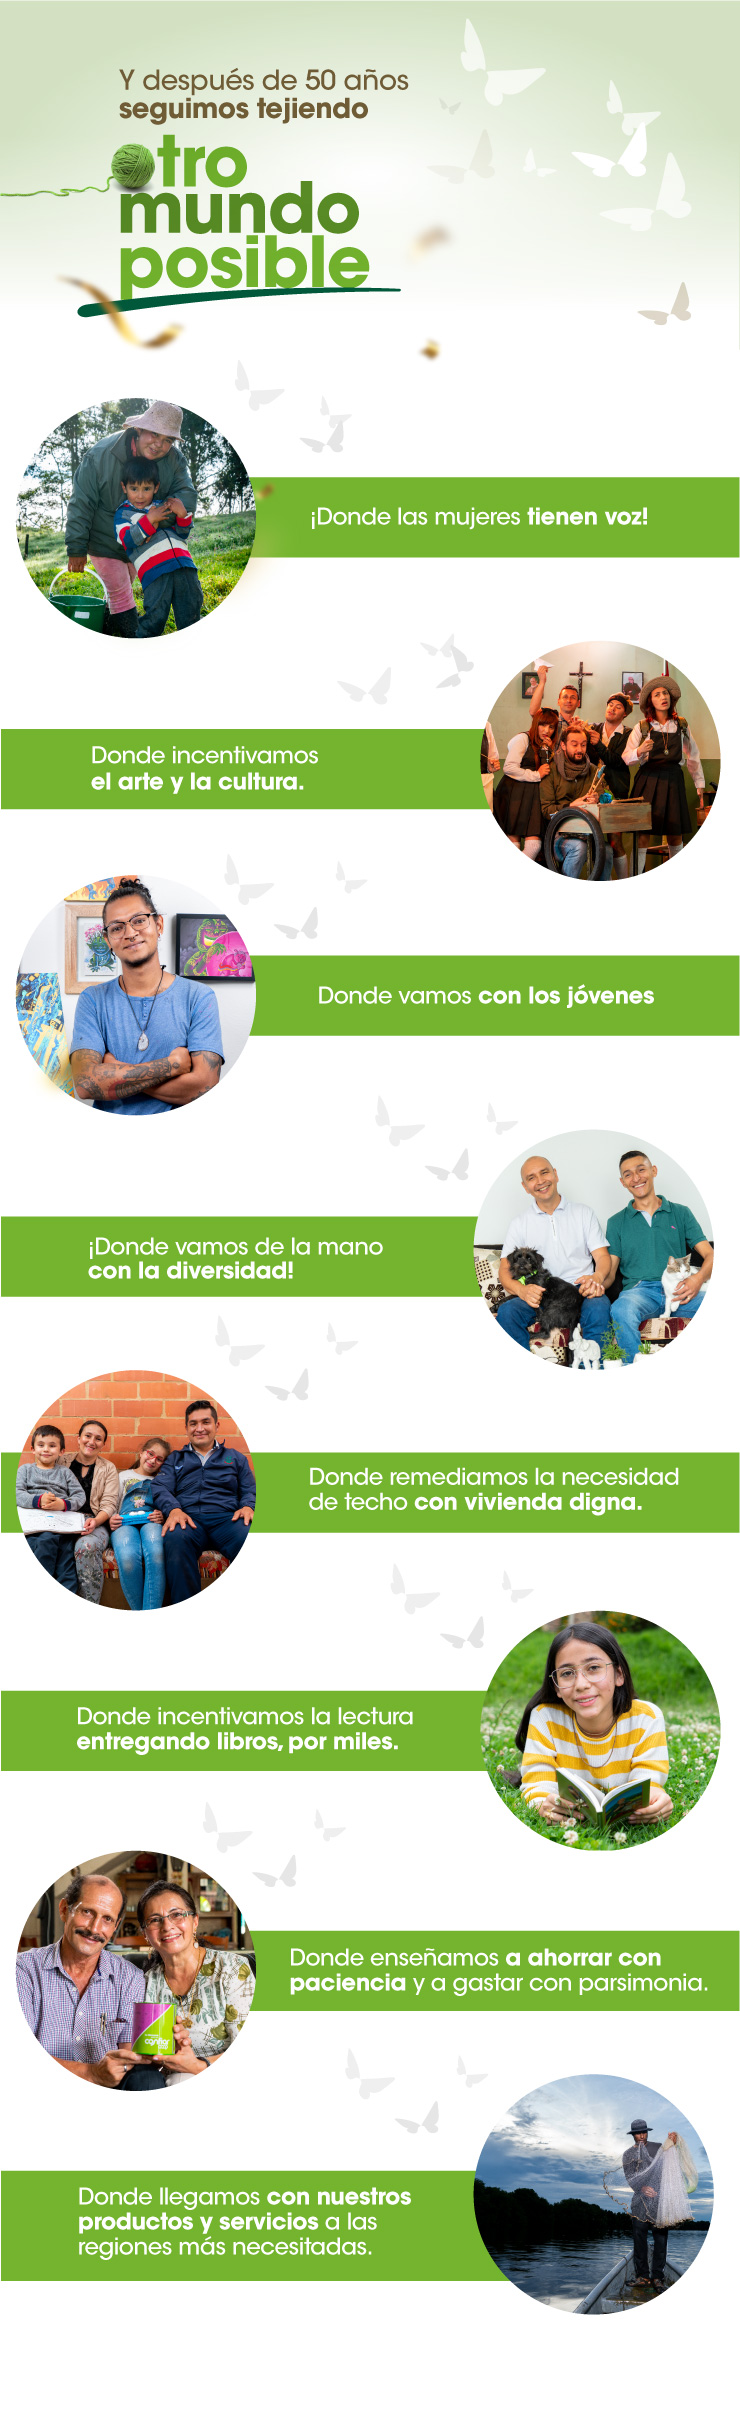 Y después de 50 años
seguimos tejiendo
otro
mundo
posible
¡Donde las mujeres tienen voz!
Donde incentivamos
el arte y la cultura.
Donde vamos con los jóvenes
¡Donde vamos de la mano
con la diversidad!
Donde remediamos la necesidad
de techo con vivienda digna.
Donde incentivamos la lectura
entregando libros, por miles.
Donde enseñamos a ahorrar con
paciencia y a gastar con parsimonia.
confiar
Donde llegamos con nuestros
productos y servicios a las
regiones más necesitadas.